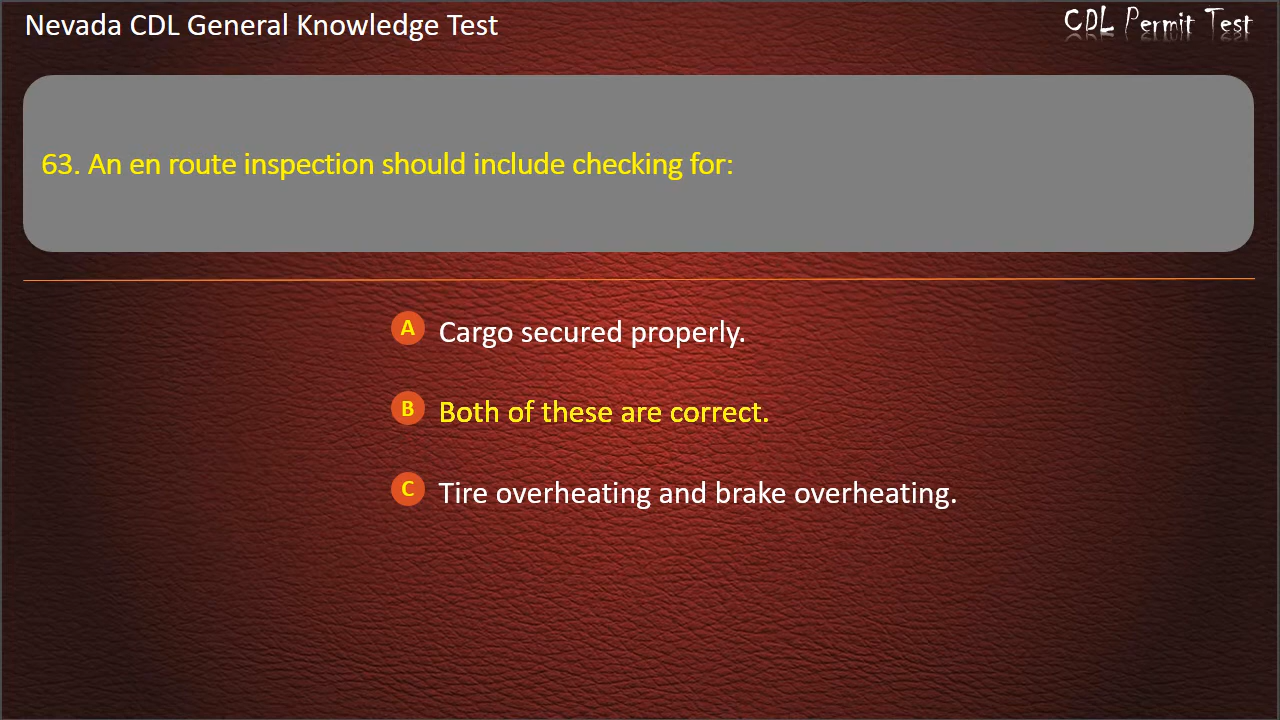 Nevada CDL General Knowledge Test
CDL Permit Test
63. An en route inspection should include checking for:
A Cargo secured properly.
B Both of these are correct.
C Tire overheating and brake overheating.